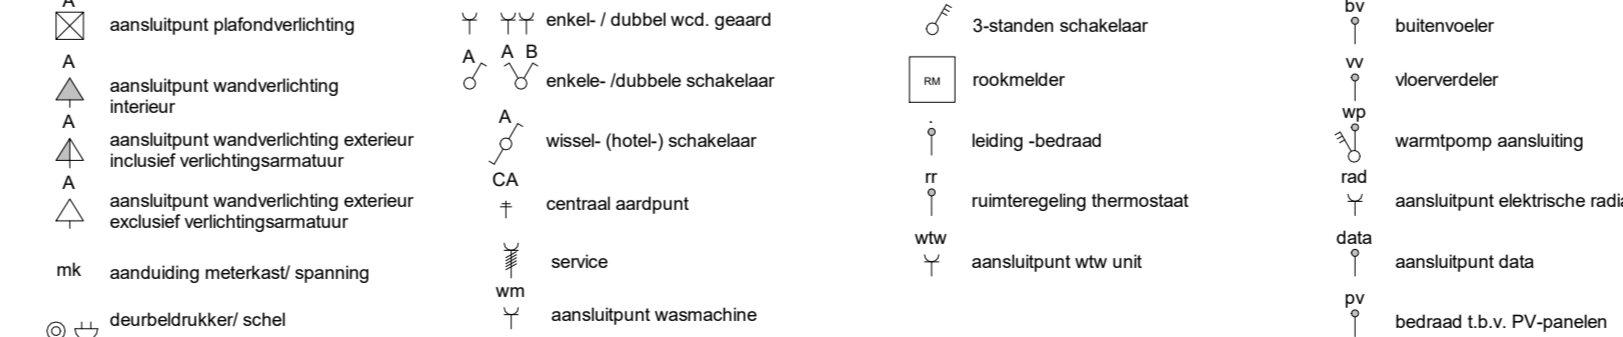 A
aansluitpunt plafondverlichting
A
aansluitpunt wandverlichting
interieur
A
aansluitpunt wandverlichting exterieur
inclusief verlichtingsarmatuur
A
aansluitpunt wandverlichting exterieur
exclusief verlichtingsarmatuur
mk aanduiding meterkast/ spanning
deurbeldrukker/ schel
enkel- / dubbel wcd. geaard
A A B
enkele- /dubbele schakelaar
A
wissel- (hotel-) schakelaar
CA
centraal aardpunt
service
wm
aansluitpunt wasmachine
3-standen schakelaar
RM rookmelder
leiding -bedraad
rr
ruimteregeling thermostaat
wtw
aansluitpunt wtw unit
bv
buitenvoeler
vv
vloerverdeler
wp
warmtpomp aansluiting
rad
aansluitpunt elektrische radia
data
aansluitpunt data
pv
bedraad t.b.v. PV-panelen